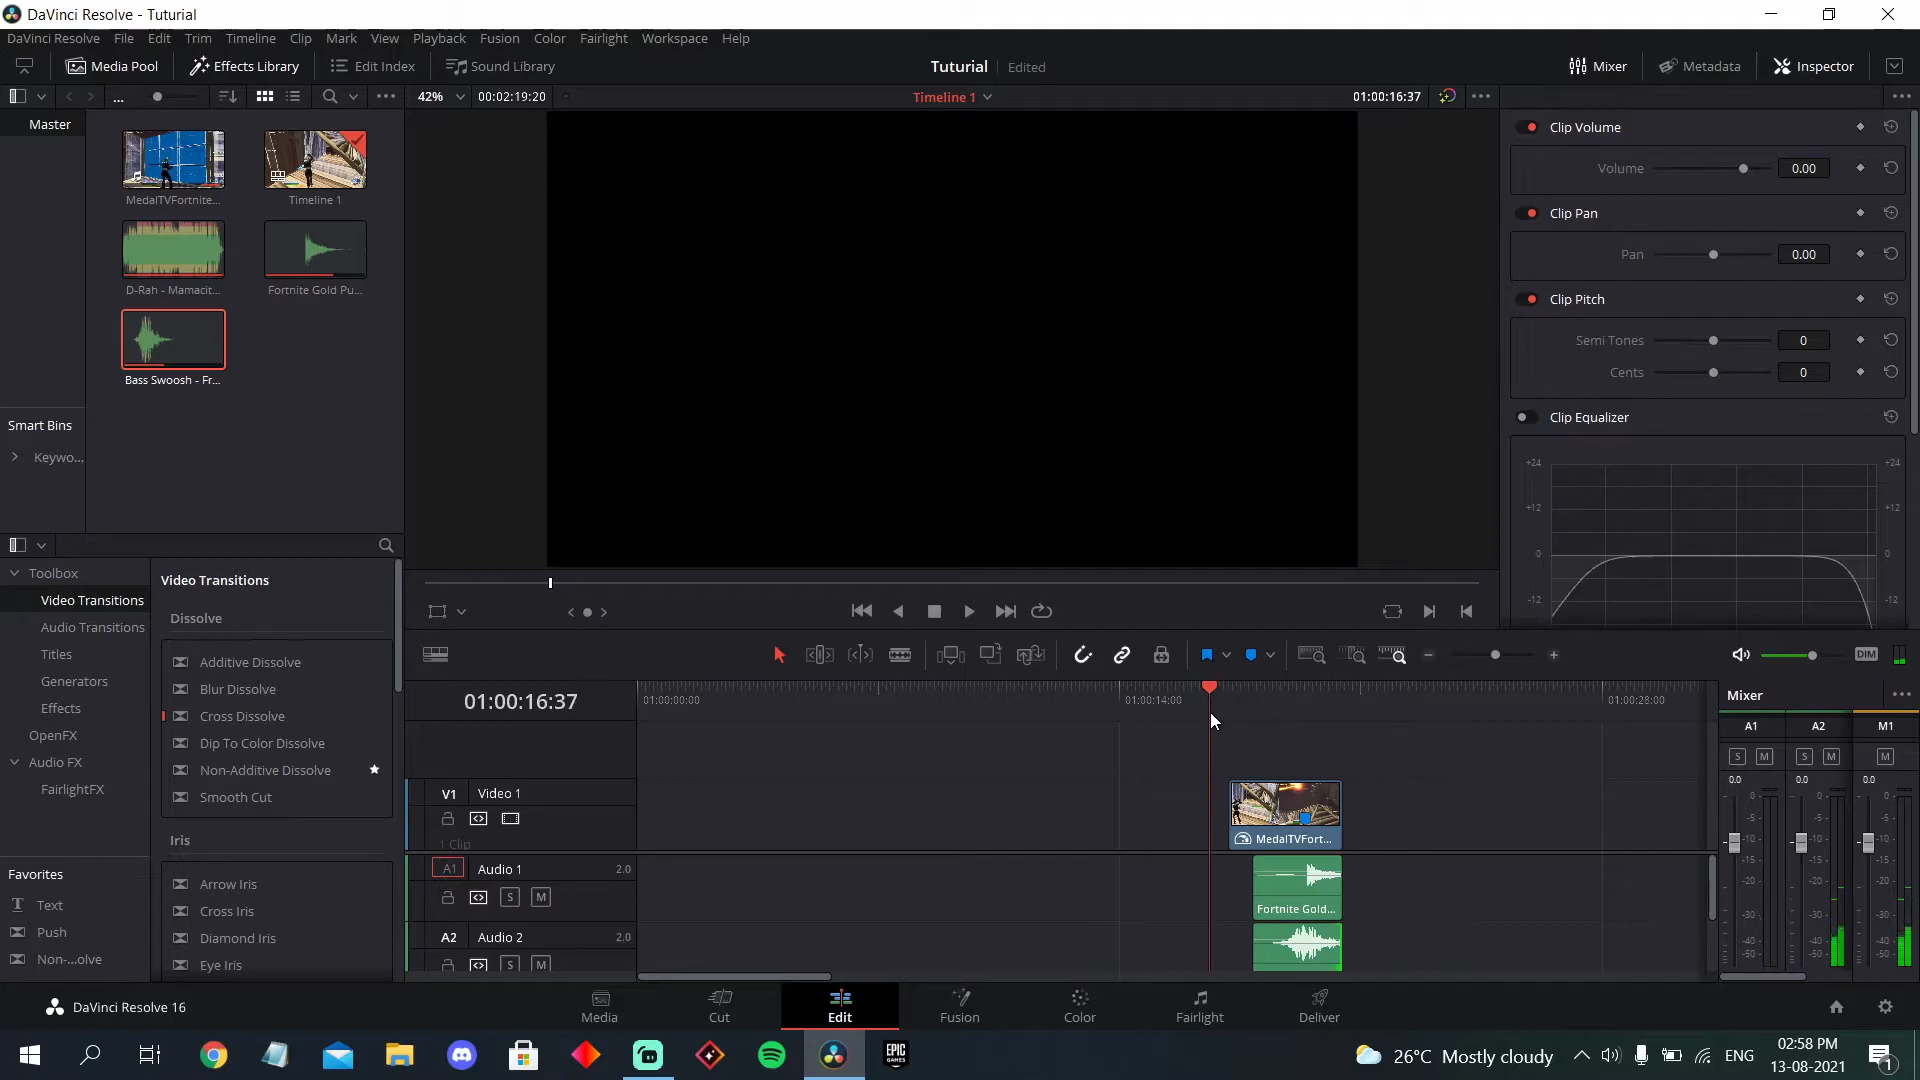 DaVinci Resolve - Tuturial
DaVinci Resolve File Edit Trim Timeline Clip Mark View Playback Fusion Color Fairlight Workspace Help
Media Pool Effects Library Edit Index Sound Library Tuturial Edited Mixer Metadata Inspector
... 42% 00:02:19:20 Timeline 1 01:00:16:37
Master
MedalTVFortnite... Timeline 1
D-Rah - Mamacit... Fortnite Gold Pu...
Bass Swoosh - Fr...
Smart Bins
Keywo...
Clip Volume
Volume 0.00
Clip Pan
Pan 0.00
Clip Pitch
Semi Tones 0
Cents 0
Clip Equalizer
+24 +24
+12 +12
0 0
-12 -12
Toolbox
Video Transitions
Audio Transitions
Titles
Generators
Effects
OpenFX
Audio FX
FairlightFX
Favorites
Text
Push
Non-...olve
Video Transitions
Dissolve
Additive Dissolve
Blur Dissolve
Cross Dissolve
Dip To Color Dissolve
Non-Additive Dissolve
Smooth Cut
Iris
Arrow Iris
Cross Iris
Diamond Iris
Eye Iris
DIM
01:00:16:37 01:00:00:00 01:00:14:00 01:00:28:00
V1 Video 1
1 Clip
MedalTVFort...
A1 Audio 1 2.0
S M
Fortnite Gold...
A2 Audio 2 2.0
S M
Mixer
A1 A2 M1
S M S M M
0.0 0.0 0.0
0 0 0
-5 -5 -5
-10 -10 -10
-15 -15 -15
-20 -20 -20
-30 -30 -30
-40 -40 -40
-50 -50 -50
DaVinci Resolve 16 Media Cut Edit Fusion Color Fairlight Deliver
EPIC GAMES
26°C Mostly cloudy ENG 02:58 PM
13-08-2021
1